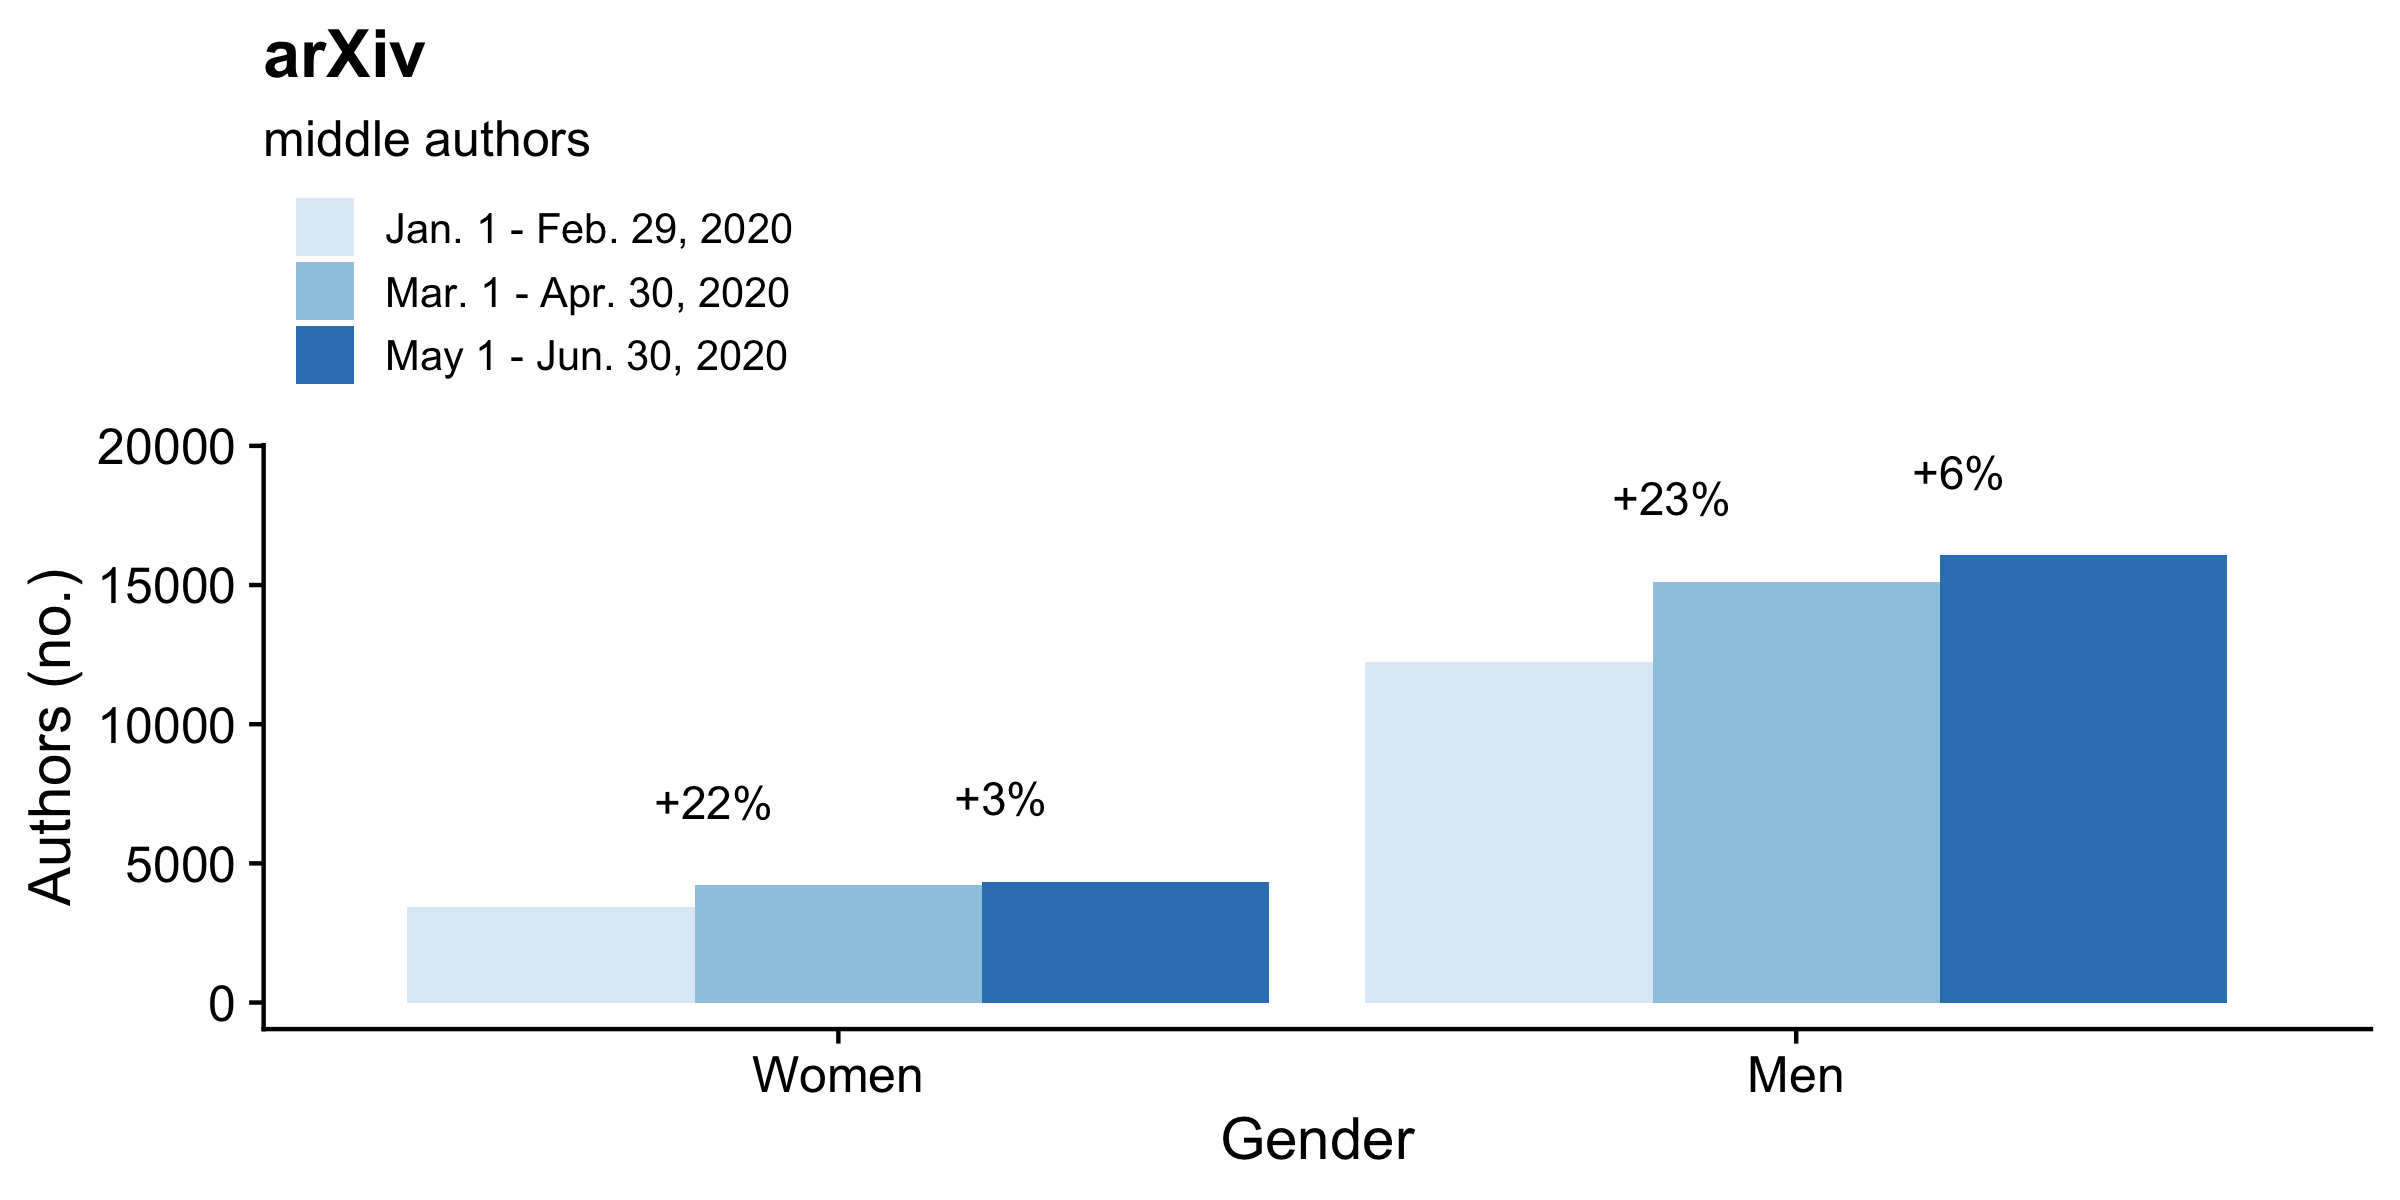 arXiv
middle authors
Jan. 1 - Feb. 29, 2020
Mar. 1 - Apr. 30, 2020
May 1 - Jun. 30, 2020
Authors (no.)
20000
15000
10000
5000
0
+22%
+3%
+23%
+6%
Women
Men
Gender